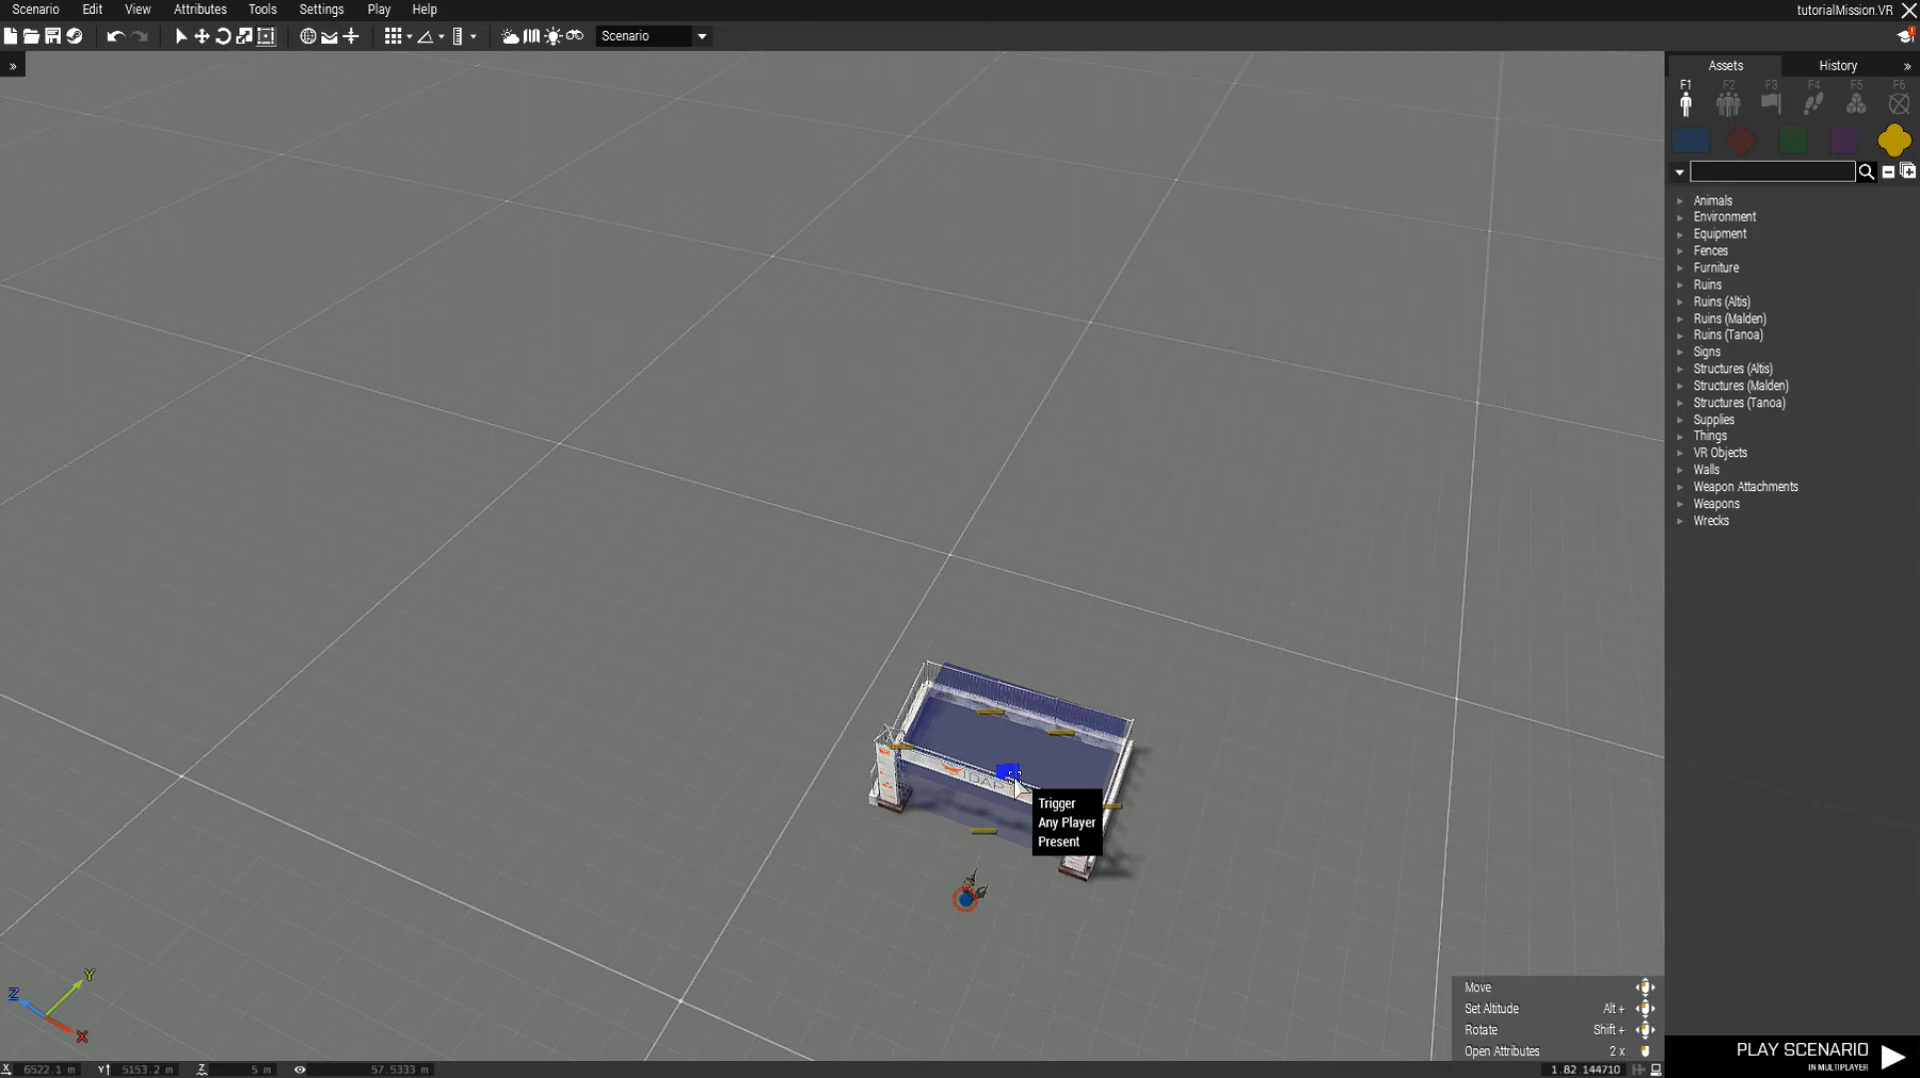 Scenario Edit View Attributes Tools Settings Play Help
tutorialMission.VR
Scenario
Assets History
F1 F2 F3 F4 F5 F6
Animals
Environment
Equipment
Fences
Furniture
Ruins
Ruins (Altis)
Ruins (Malden)
Ruins (Tanoa)
Signs
Structures (Altis)
Structures (Malden)
Structures (Tanoa)
Supplies
Things
VR Objects
Walls
Weapon Attachments
Weapons
Wrecks
IDAP
Trigger
Any Player
Present
Z Y X
Move
Set Altitude Alt +
Rotate Shift +
Open Attributes 2 x
PLAY SCENARIO
IN MULTIPLAYER
X 6522.1 m Y 5153.2 m Z 5 m 57.5333 m 1.82.144710